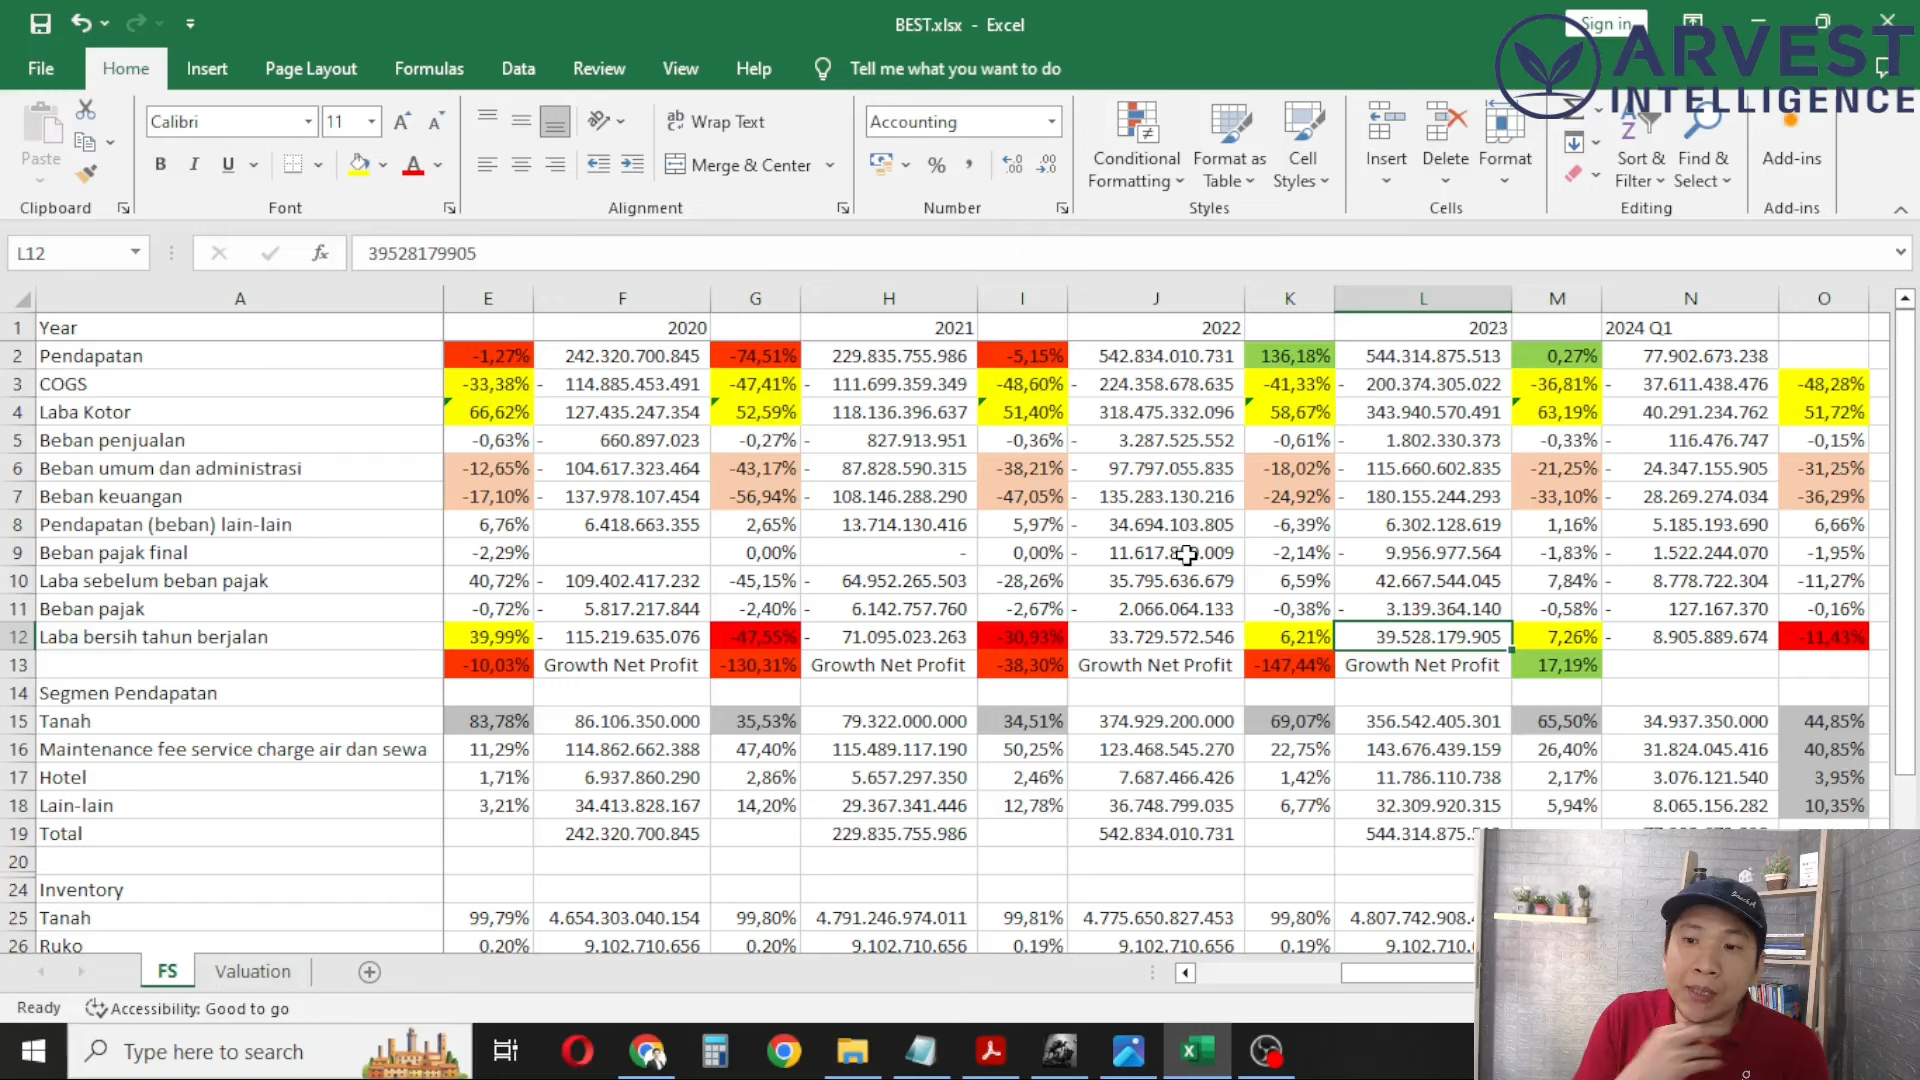 BEST.xlsx - Excel
Sign in
ARVEST
INTELLIGENCE
File Home Insert Page Layout Formulas Data Review View Help Tell me what you want to do
Paste
Calibri 11
B I U
Wrap Text
Merge & Center
Accounting
Conditional Formatting
Format as Table
Cell Styles
Insert Delete Format
Sort & Filter
Find & Select
Add-ins
Clipboard Font Alignment Number Styles Cells Editing Add-ins
L12 fx 39528179905
A E F G H I J K L M N O
1 Year 2020 2021 2022 2023 2024 Q1
2 Pendapatan -1,27% 242.320.700.845 -74,51% 229.835.755.986 -5,15% 542.834.010.731 136,18% 544.314.875.513 0,27% 77.902.673.238
3 COGS -33,38% - 114.885.453.491 -47,41% - 111.699.359.349 -48,60% - 224.358.678.635 -41,33% - 200.374.305.022 -36,81% - 37.611.438.476 -48,28%
4 Laba Kotor 66,62% 127.435.247.354 52,59% 118.136.396.637 51,40% 318.475.332.096 58,67% 343.940.570.491 63,19% 40.291.234.762 51,72%
5 Beban penjualan -0,63% - 660.897.023 -0,27% - 827.913.951 -0,36% - 3.287.525.552 -0,61% - 1.802.330.373 -0,33% - 116.476.747 -0,15%
6 Beban umum dan administrasi -12,65% - 104.617.323.464 -43,17% - 87.828.590.315 -38,21% - 97.797.055.835 -18,02% - 115.660.602.835 -21,25% - 24.347.155.905 -31,25%
7 Beban keuangan -17,10% - 137.978.107.454 -56,94% - 108.146.288.290 -47,05% - 135.283.130.216 -24,92% - 180.155.244.293 -33,10% - 28.269.274.034 -36,29%
8 Pendapatan (beban) lain-lain 6,76% 6.418.663.355 2,65% 13.714.130.416 5,97% - 34.694.103.805 -6,39% 6.302.128.619 1,16% 5.185.193.690 6,66%
9 Beban pajak final -2,29% 0,00% - 0,00% - -2,14% - 9.956.977.564 -1,83% - 1.522.244.070 -1,95%
10 Laba sebelum beban pajak 40,72% - 109.402.417.232 -45,15% - 64.952.265.503 -28,26% 35.795.636.679 6,59% 42.667.544.045 7,84% - 8.778.722.304 -11,27%
11 Beban pajak -0,72% - 5.817.217.844 -2,40% - 6.142.757.760 -2,67% - 2.066.064.133 -0,38% - 3.139.364.140 -0,58% - 127.167.370 -0,16%
12 Laba bersih tahun berjalan 39,99% - 115.219.635.076 -47,55% - 71.095.023.263 -30,93% 33.729.572.546 6,21% 39.528.179.905 7,26% - 8.905.889.674 -11,43%
13 -10,03% Growth Net Profit -130,31% Growth Net Profit -38,30% Growth Net Profit -147,44% Growth Net Profit 17,19%
14 Segmen Pendapatan
15 Tanah 83,78% 86.106.350.000 35,53% 79.322.000.000 34,51% 374.929.200.000 69,07% 356.542.405.301 65,50% 34.937.350.000 44,85%
16 Maintenance fee service charge air dan sewa 11,29% 114.862.662.388 47,40% 115.489.117.190 50,25% 123.468.545.270 22,75% 143.676.439.159 26,40% 31.824.045.416 40,85%
17 Hotel 1,71% 6.937.860.290 2,86% 5.657.297.350 2,46% 7.687.466.426 1,42% 11.786.110.738 2,17% 3.076.121.540 3,95%
18 Lain-lain 3,21% 34.413.828.167 14,20% 29.367.341.446 12,78% 36.748.799.035 6,77% 32.309.920.315 5,94% 8.065.156.282 10,35%
19 Total 242.320.700.845 229.835.755.986 542.834.010.731
20
24 Inventory
25 Tanah 99,79% 4.654.303.040.154 99,80% 4.791.246.974.011 99,81% 4.775.650.827.453 99,80% 4.807.742.908.
26 Ruko 0,20% 9.102.710.656 0,20% 9.102.710.656 0,19% 9.102.710.656 0,19% 9.102.710.6
FS Valuation
Ready Accessibility: Good to go
Type here to search